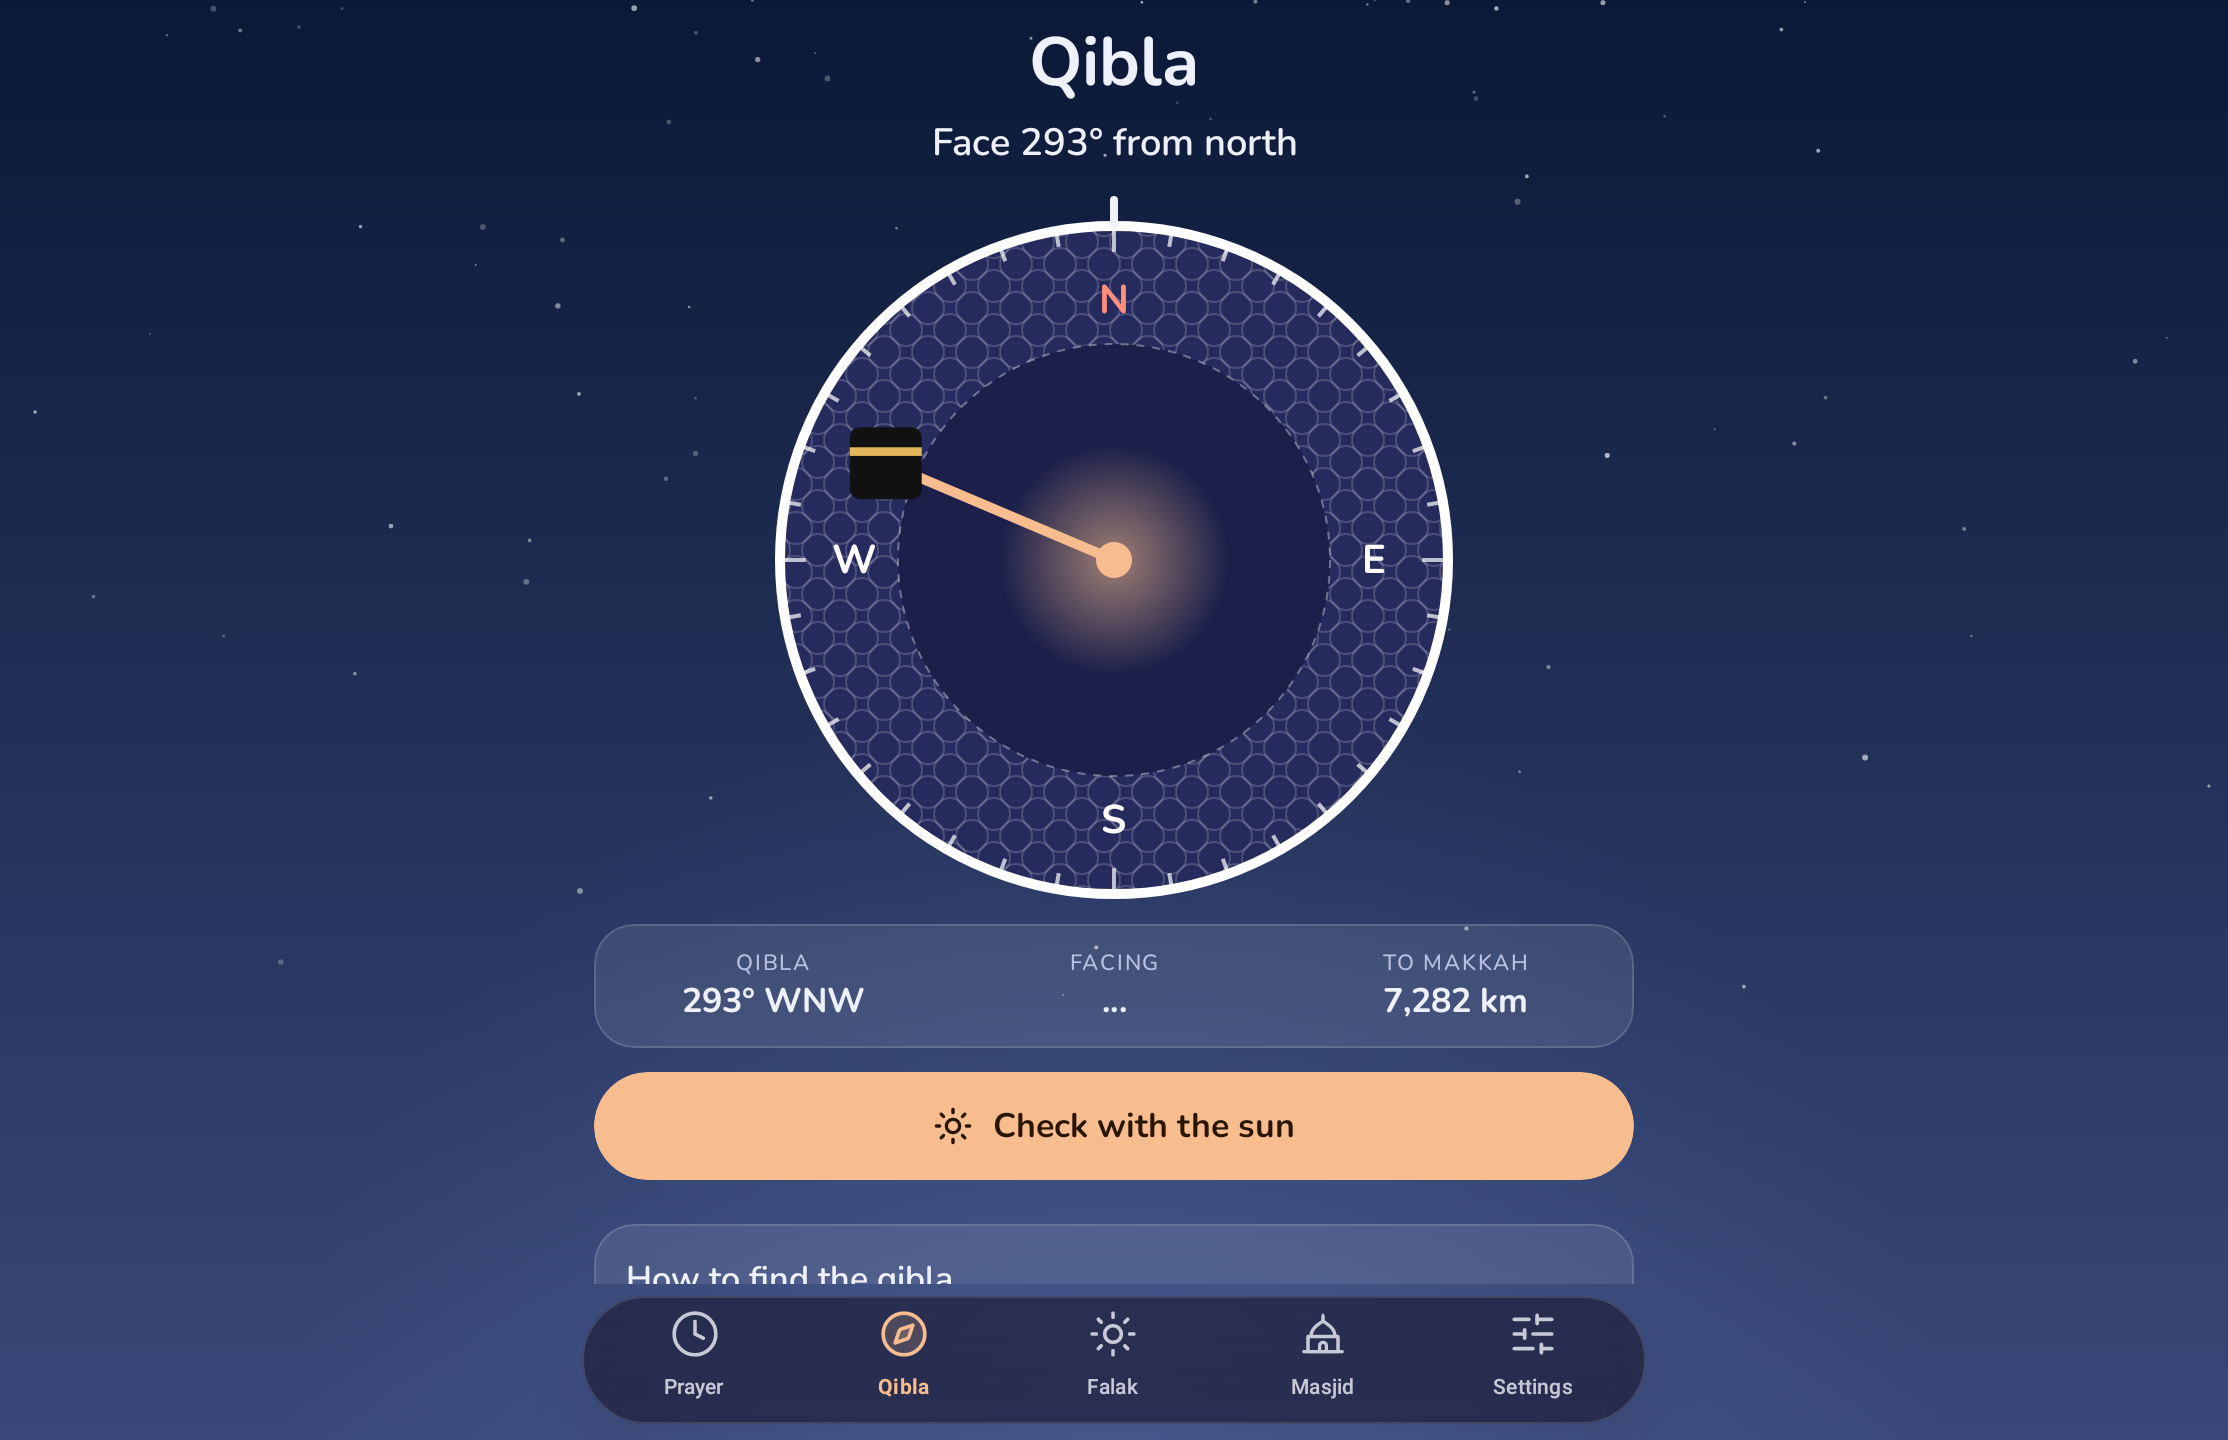 Qibla
Face 293° from north
N
W
E
S
QIBLA
FACING
TO MAKKAH
293° WNW
...
7,282 km
Check with the sun
How to find the qibla
Prayer
Qibla
Falak
Masjid
Settings